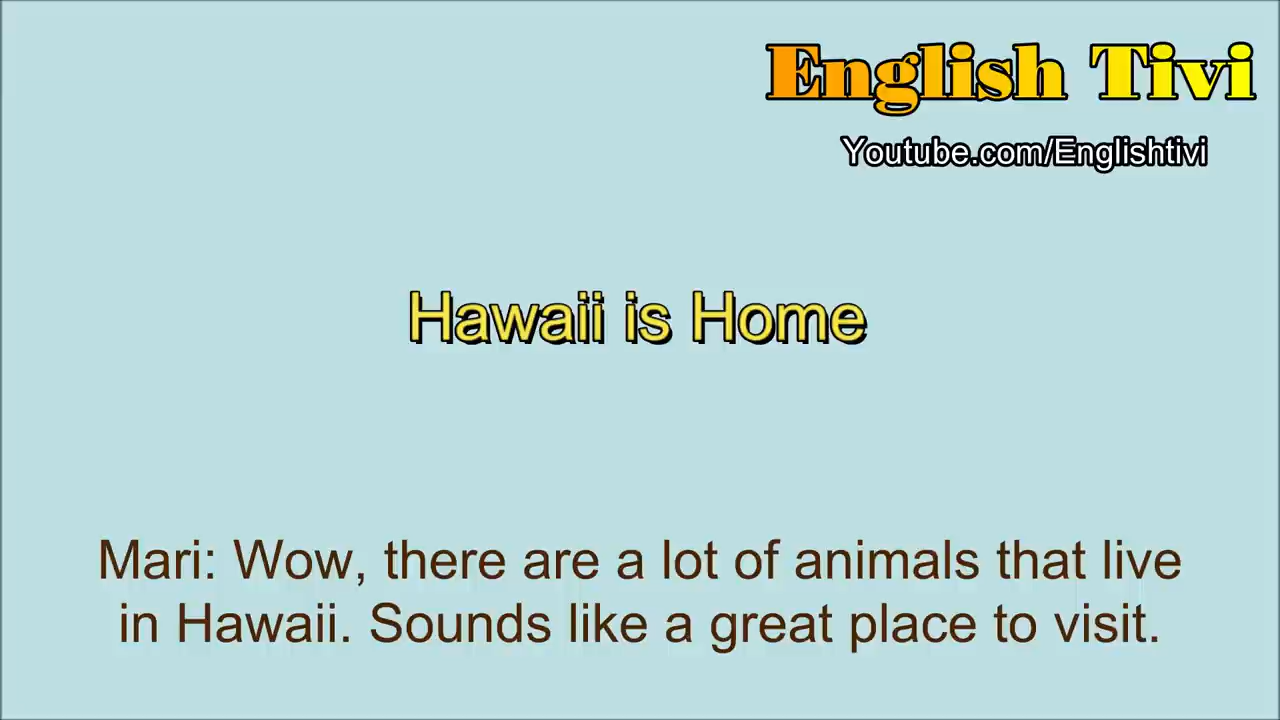 English Tivi
Youtube.com/Englishtivi
Hawaii is Home
Mari: Wow, there are a lot of animals that live
in Hawaii. Sounds like a great place to visit.